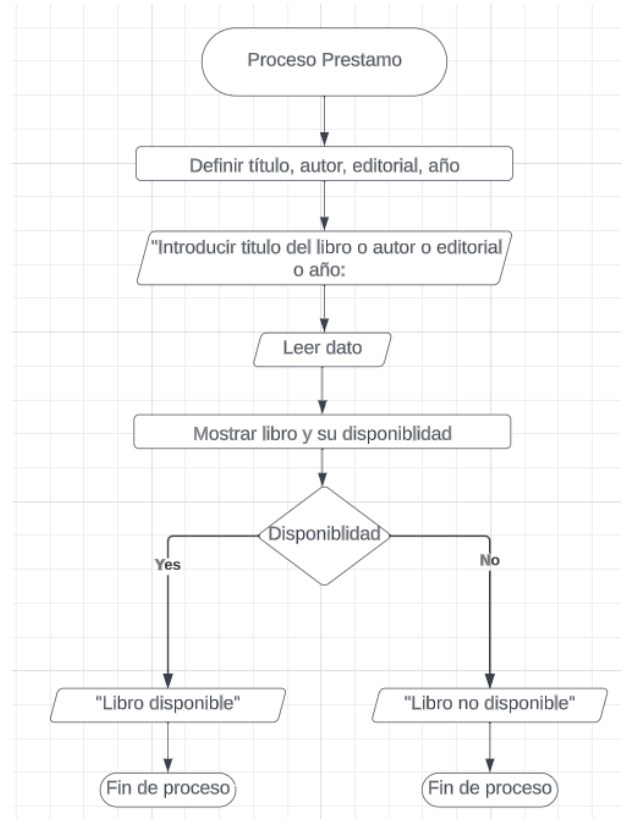 Proceso Prestamo
Definir título, autor, editorial, año
"Introducir titulo del libro o autor o editorial
o año:
Leer dato
Mostrar libro y su disponiblidad
Disponiblidad
Yes
No
"Libro disponible"
"Libro no disponible"
Fin de proceso
Fin de proceso